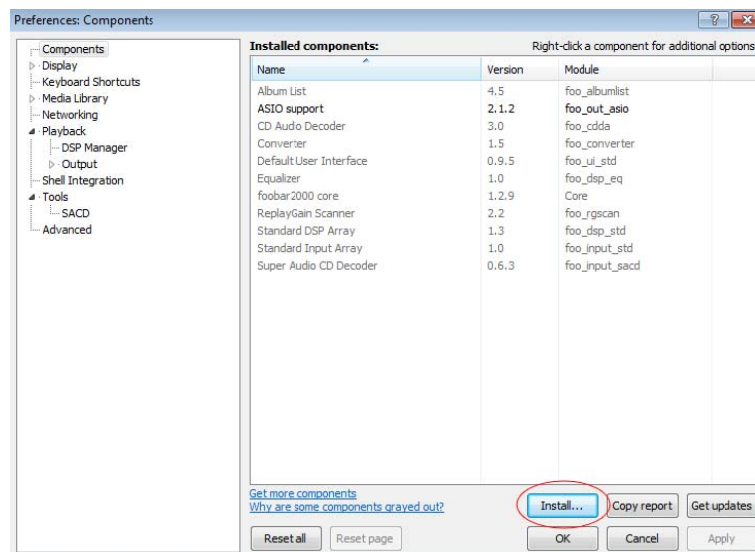 Preferences: Components
Components
Display
Keyboard Shortcuts
Media Library
Networking
Playback
DSP Manager
Output
Shell Integration
Tools
SACD
Advanced
Installed components: Right-click a component for additional options
Name Version Module
Album List 4.5 foo_albumlist
ASIO support 2.1.2 foo_out_asio
CD Audo Decoder 3.0 foo_cdda
Converter 1.5 foo_converter
Default User Interface 0.9.5 foo_ui_std
Equalizer 1.0 foo_dsp_eq
foobar2000 core 1.2.9 Core
ReplayGain Scanner 2.2 foo_rgscan
Standard DSP Array 1.3 foo_dsp_std
Standard Input Array 1.0 foo_input_std
Super Audio CD Decoder 0.6.3 foo_input_sacd
Get more components
Why are some components grayed out?
Install... Copy report Get updates
Reset all Reset page OK Cancel Apply